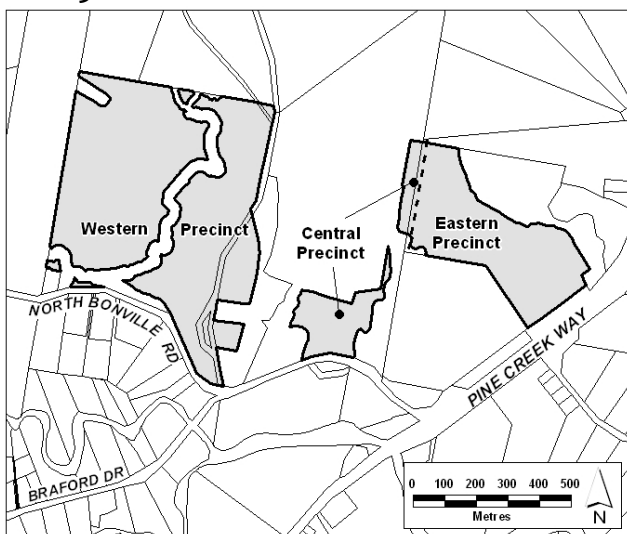 Western Precinct
Central
Precinct
Eastern
Precinct
NORTH BONVILLE RD
PINE CREEK WAY
BRAFORD DR
0 100 200 300 400 500
Metres
N